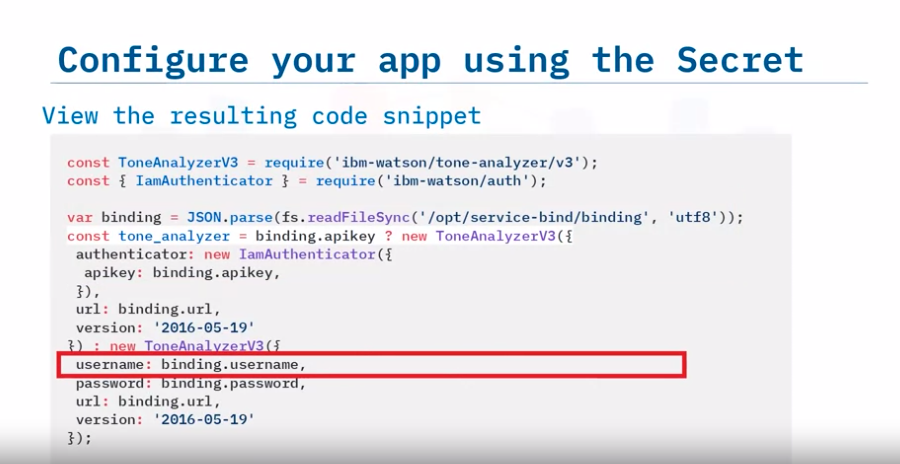 Configure your app using the Secret
View the resulting code snippet
const ToneAnalyzerV3 = require('ibm-watson/tone-analyzer/v3');
const { IamAuthenticator } = require('ibm-watson/auth');
var binding = JSON.parse(fs.readFileSync('/opt/service-bind/binding', 'utf8'));
const tone_analyzer = binding.apikey ? new ToneAnalyzerV3({
authenticator: new IamAuthenticator({
apikey: binding.apikey,
}),
url: binding.url,
version: '2016-05-19'
}) : new ToneAnalyzerV3({
username: binding.username,
password: binding.password,
url: binding.url,
version: '2016-05-19'
});